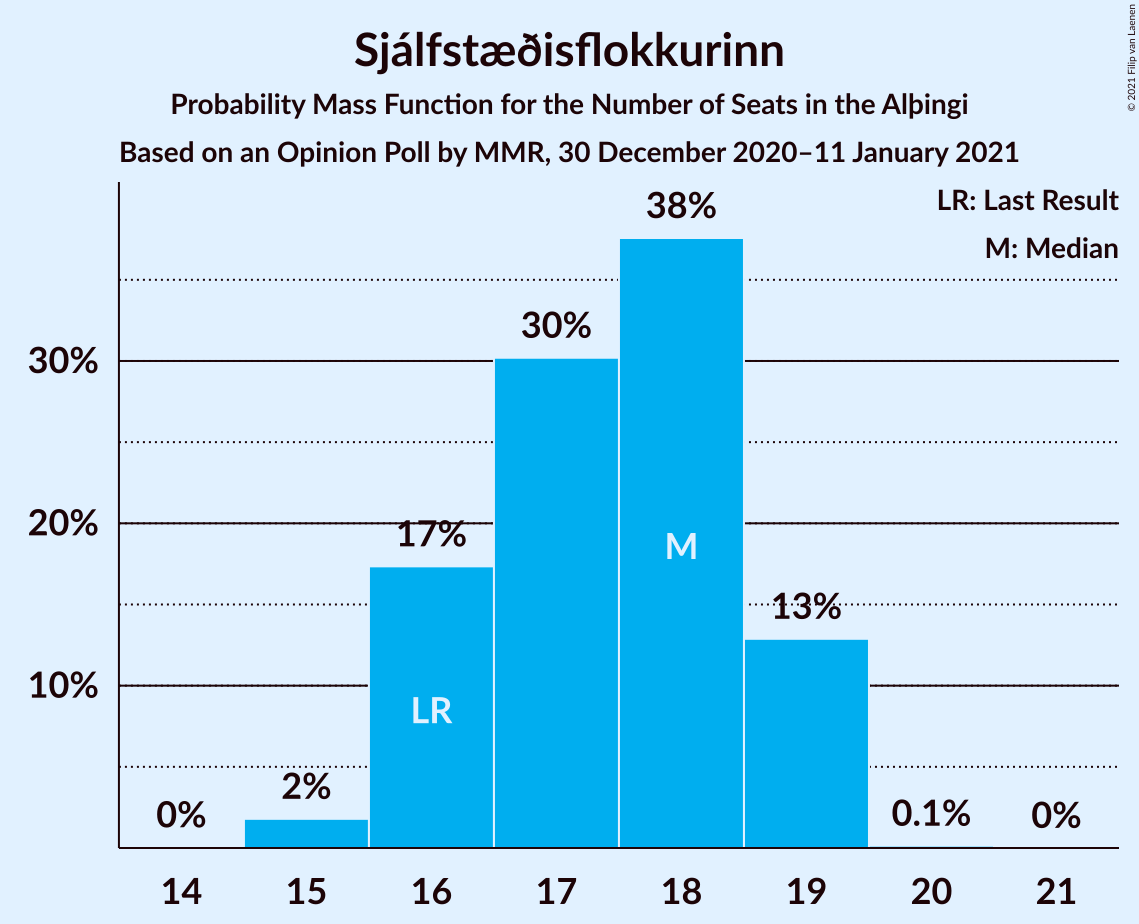 Sjálfstæðisflokkurinn
Probability Mass Function for the Number of Seats in the Alþingi
Based on an Opinion Poll by MMR, 30 December 2020–11 January 2021
© 2021 Filip van Laenen
LR: Last Result
M: Median
38%
30%
30%
20%
17%
M
13%
10%
LR
2%
0%
0.1%
0%
14 15 16 17 18 19 20 21